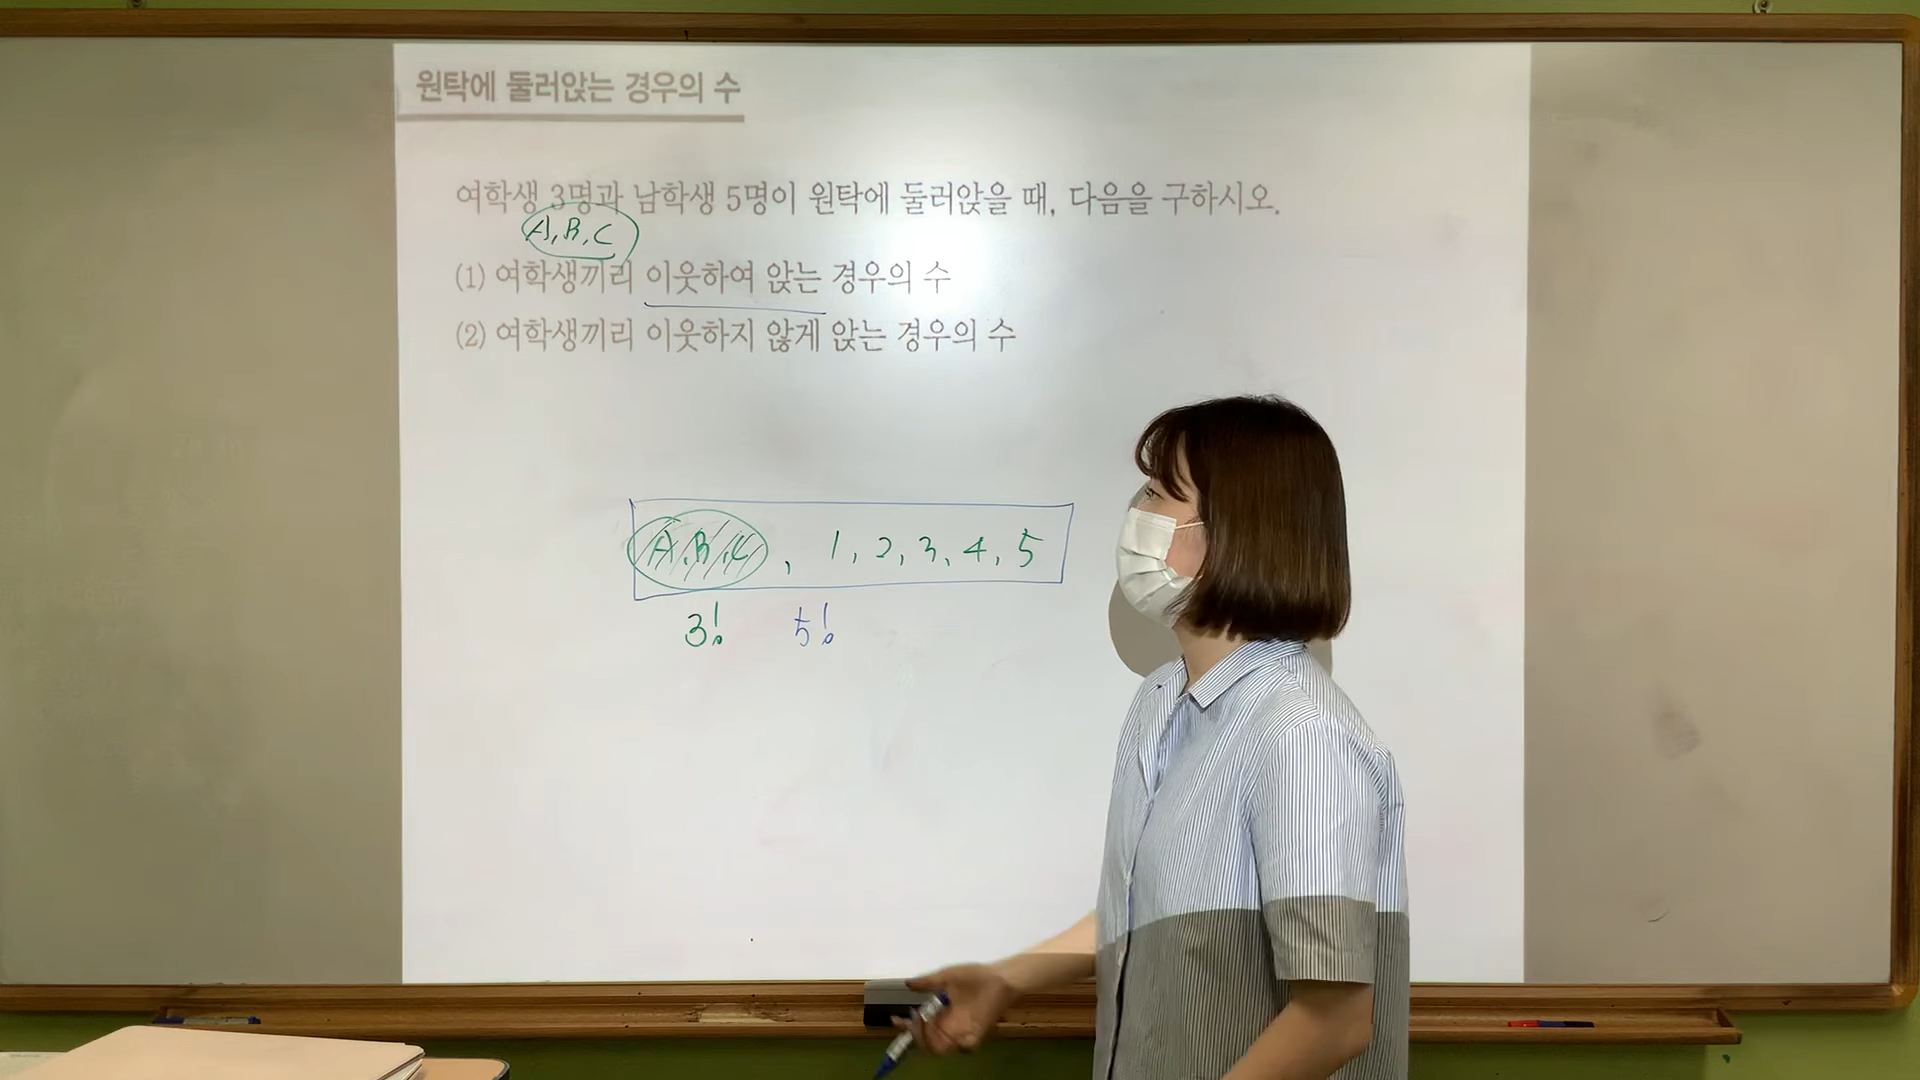 원탁에 둘러앉는 경우의 수
여학생 3명과 남학생 5명이 원탁에 둘러앉을 때, 다음을 구하시오.
A, B, C
(1) 여학생끼리 이웃하여 앉는 경우의 수
(2) 여학생끼리 이웃하지 않게 앉는 경우의 수
A, B, C, 1, 2, 3, 4, 5
3! 5!